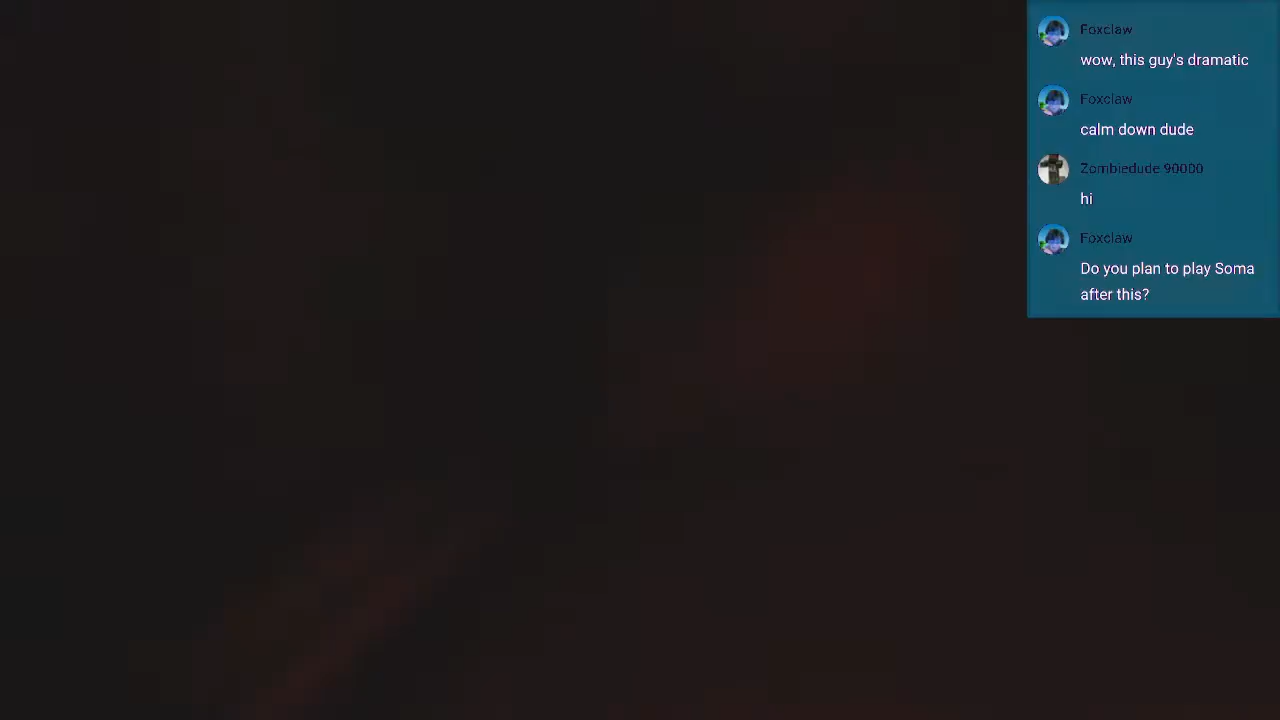 Foxclaw
wow, this guy's dramatic
Foxclaw
calm down dude
Zombiedude 90000
hi
Foxclaw
Do you plan to play Soma
after this?